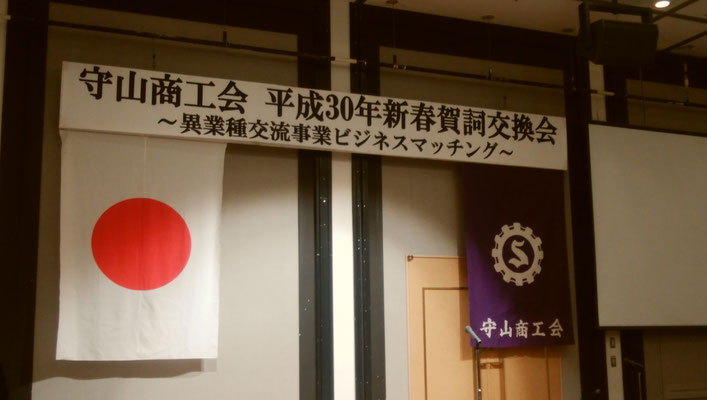 守山商工会 平成30年新春賀詞交換会
～異業種交流事業ビジネスマッチング～
S
守山商工会